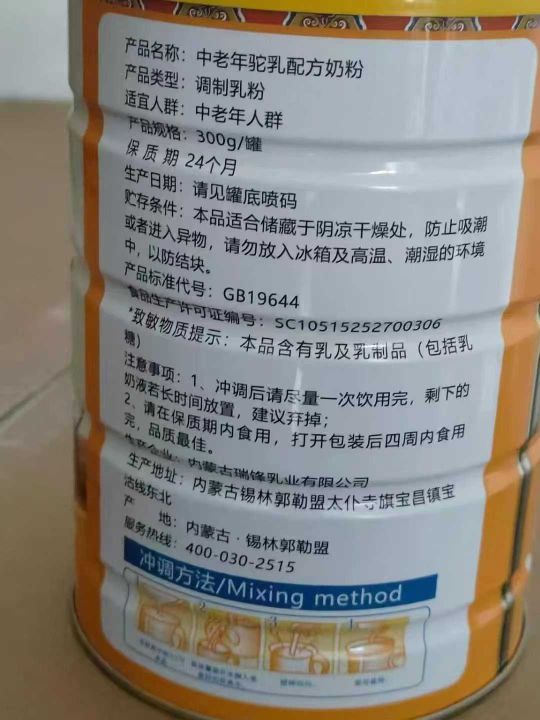 产品名称：中老年驼乳配方奶粉
产品类型：调制乳粉
适宜人群：中老年人群
产品规格：300g/罐
保质期 24个月
生产日期：请见罐底喷码
贮存条件：本品适合储藏于阴凉干燥处，防止吸潮
或者进入异物，请勿放入冰箱及高温、潮湿的环境
中，以防结块。
产品标准代号：GB19644
食品生产许可证编号：SC10515252700306
*致敏物质提示：本品含有乳及乳制品（包括乳
糖）
注意事项：1、冲调后请尽量一次饮用完，剩下的
奶液若长时间放置，建议弃掉；
2、请在保质期内食用，打开包装后四周内食用
完，品质最佳。
生产企业：内蒙古瑞锋乳业有限公司
生产地址：内蒙古锡林郭勒盟太仆寺旗宝昌镇宝
沽线东北
产 地：内蒙古·锡林郭勒盟
服务热线：400-030-2515
冲调方法/Mixing method
1 2 3 4